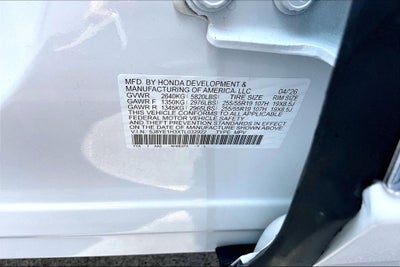 MFD. BY HONDA DEVELOPMENT &
MANUFACTURING OF AMERICA, LLC 04/26
GVWR 2640KG( 5820LBS) TIRE SIZE RIM SIZE
GAWR F 1350KG( 2976LBS) 255/55R19 107H 19X8.5J
GAWR R 1345KG( 2965LBS) 255/55R19 107H 19X8.5J
THIS VEHICLE CONFORMS TO ALL APPLICABLE
FEDERAL MOTOR VEHICLE SAFETY
AND THEFT PREVENTION STANDARDS IN EFFECT ON
THE DATE OF MANUFACTURE SHOWN ABOVE.
V.I.N. TYPE: MPV